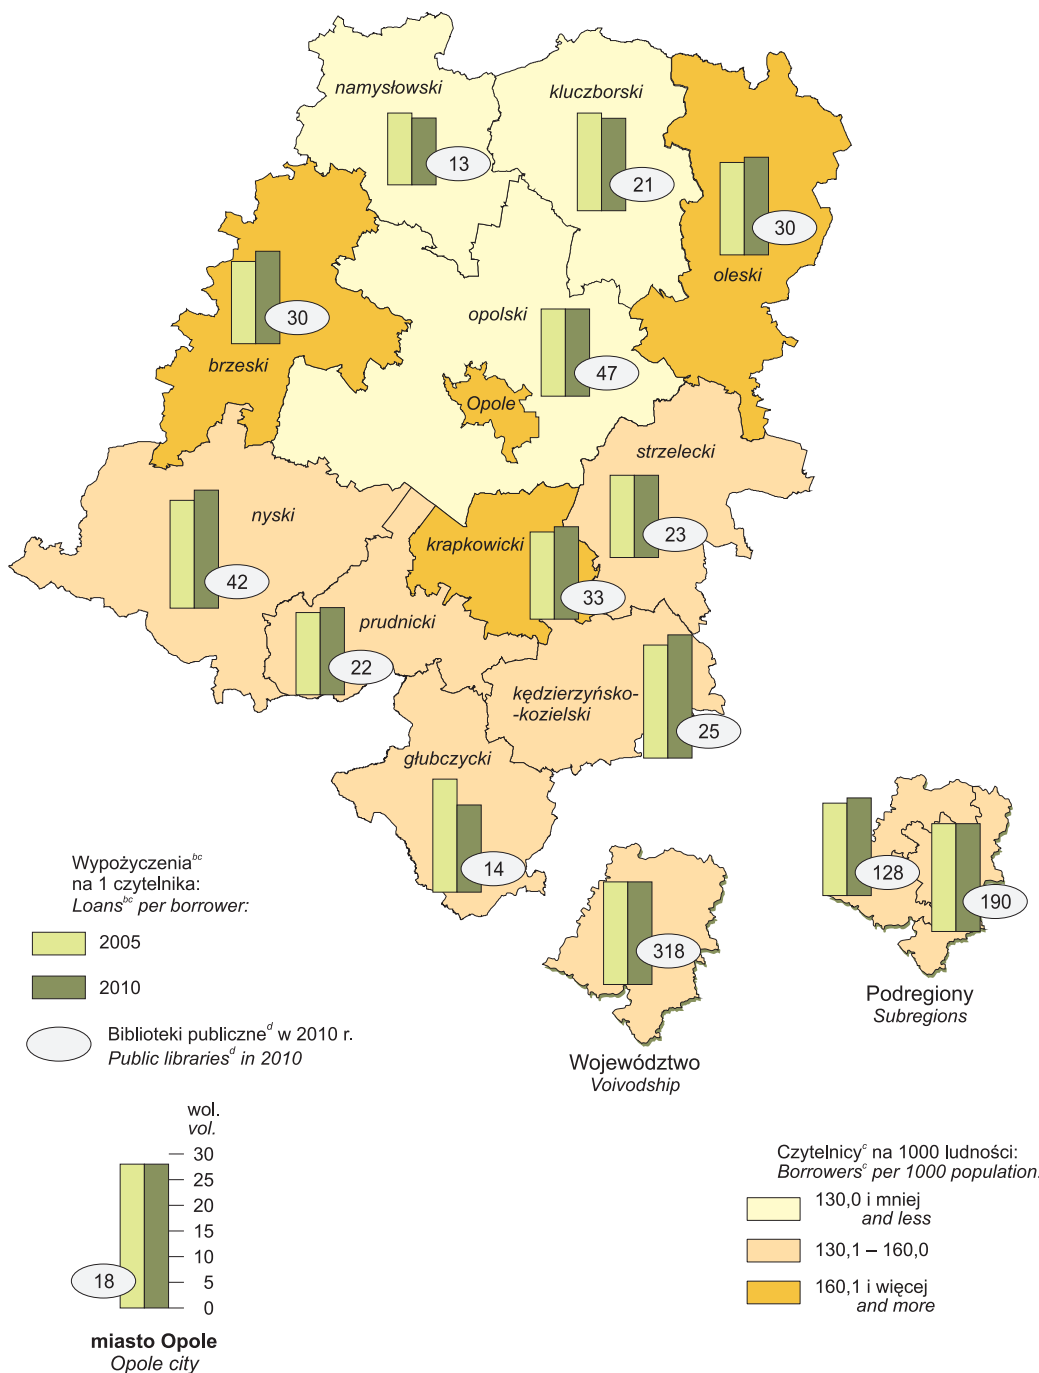 namysłowski
13
kluczborski
21
30
oleski
30
brzeski
opolski
47
Opole
strzelecki
23
nyski
42
krapkowicki
33
prudnicki
22
kędzierzyńsko-
-kozielski
25
głubczycki
14
Wypożyczenia^bc
na 1 czytelnika:
Loans^bc per borrower:
2005
2010
Biblioteki publiczne^d w 2010 r.
Public libraries^d in 2010
318
Województwo
Voivodship
128
190
Podregiony
Subregions
wol.
vol.
30
25
20
15
10
5
0
18
miasto Opole
Opole city
Czytelnicy^c na 1000 ludności:
Borrowers^c per 1000 population:
130,0 i mniej
and less
130,1 – 160,0
160,1 i więcej
and more